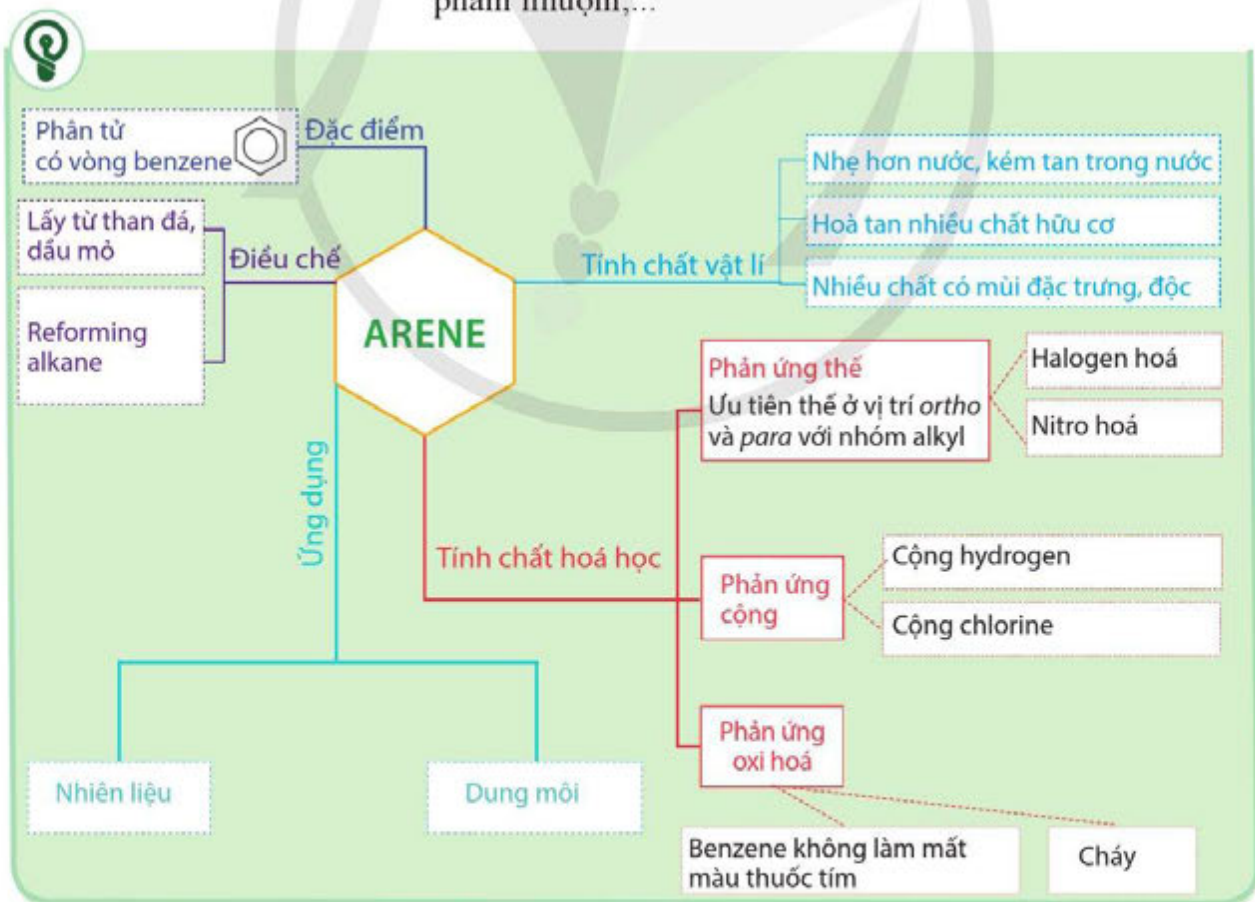 phẩm nhuộm,...
Phân tử
có vòng benzene
Đặc điểm
Lấy từ than đá,
dầu mỏ
Điều chế
Reforming
alkane
ARENE
Tính chất vật lí
Nhẹ hơn nước, kém tan trong nước
Hoà tan nhiều chất hữu cơ
Nhiều chất có mùi đặc trưng, độc
Phản ứng thế
Ưu tiên thế ở vị trí ortho
và para với nhóm alkyl
Halogen hoá
Nitro hoá
Ứng dụng
Tính chất hoá học
Phản ứng
cộng
Cộng hydrogen
Cộng chlorine
Phản ứng
oxi hoá
Nhiên liệu
Dung môi
Benzene không làm mất
màu thuốc tím
Cháy